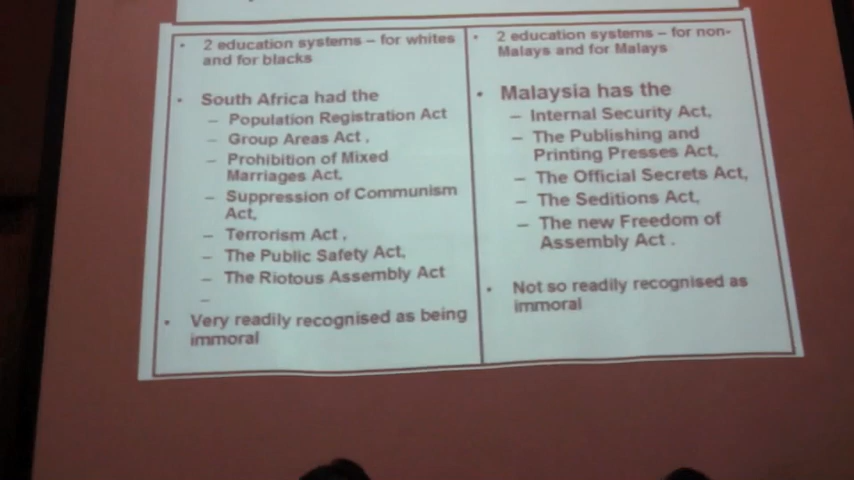 • 2 education systems – for whites
and for blacks
• South Africa had the
– Population Registration Act
– Group Areas Act ,
– Prohibition of Mixed
Marriages Act,
– Suppression of Communism
Act,
– Terrorism Act ,
– The Public Safety Act,
– The Riotous Assembly Act
–
• Very readily recognised as being
immoral
• 2 education systems – for non-
Malays and for Malays
• Malaysia has the
– Internal Security Act,
– The Publishing and
Printing Presses Act,
– The Official Secrets Act,
– The Seditions Act,
– The new Freedom of
Assembly Act .
• Not so readily recognised as
immoral